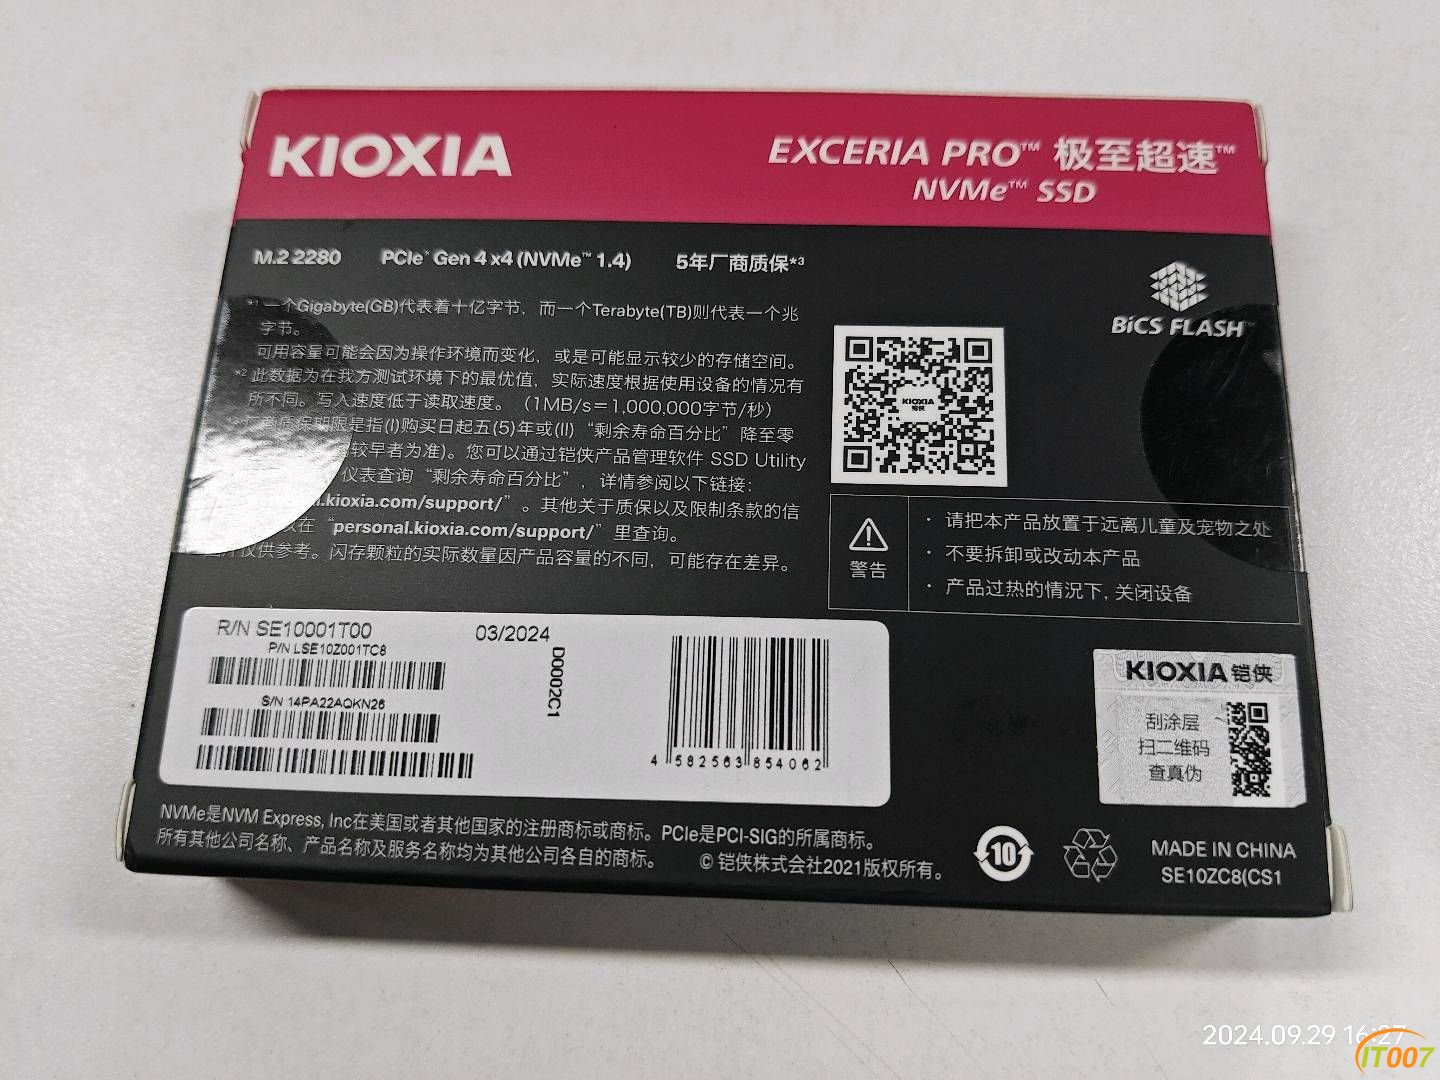 KIOXIA
EXCERIA PRO™ 极至超速™
NVMe™ SSD
M.2 2280 PCIe® Gen 4 x4 (NVMe™ 1.4) 5年厂商质保*3
BiCS FLASH™
*1 一个Gigabyte(GB)代表着十亿字节，而一个Terabyte(TB)则代表一个兆
字节。
可用容量可能会因为操作环境而变化，或是可能显示较少的存储空间。
*2 此数据为在我方测试环境下的最优值，实际速度根据使用设备的情况有
所不同。写入速度低于读取速度。（1MB/s＝1,000,000字节/秒）
商质保期限是指(I)购买日起五(5)年或(II)“剩余寿命百分比”降至零
较早者为准)。您可以通过铠侠产品管理软件 SSD Utility
仪表查询“剩余寿命百分比”，详情参阅以下链接：
.kioxia.com/support/”。其他关于质保以及限制条款的信
在“personal.kioxia.com/support/”里查询。
仅供参考。闪存颗粒的实际数量因产品容量的不同，可能存在差异。
KIOXIA
铠侠
警告
· 请把本产品放置于远离儿童及宠物之处
· 不要拆卸或改动本产品
· 产品过热的情况下, 关闭设备
R/N SE10001T00 03/2024
P/N LSE10Z001TC8
D0002C1
S/N 14PA22AQKN26
4 582563 854062
KIOXIA 铠侠
刮涂层
扫二维码
查真伪
NVMe是NVM Express, Inc在美国或者其他国家的注册商标或商标。PCIe是PCI-SIG的所属商标。
所有其他公司名称、产品名称及服务名称均为其他公司各自的商标。 © 铠侠株式会社2021版权所有。
10
MADE IN CHINA
SE10ZC8(CS1
2024.09.29 16:27
IT007